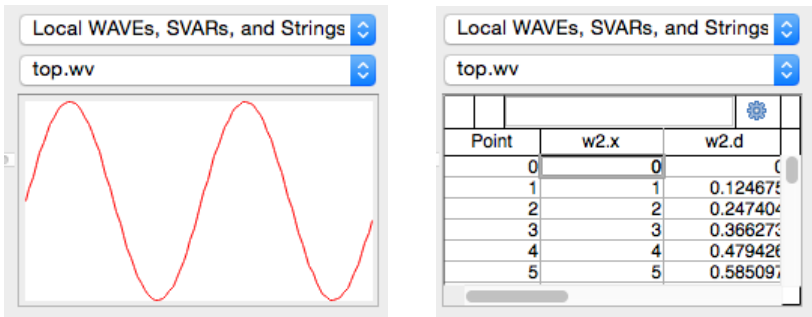 Local WAVEs, SVARs, and Strings
top.wv
Local WAVEs, SVARs, and Strings
top.wv
Point w2.x w2.d
0 0 0
1 1 0.124675
2 2 0.247404
3 3 0.366273
4 4 0.479426
5 5 0.585097